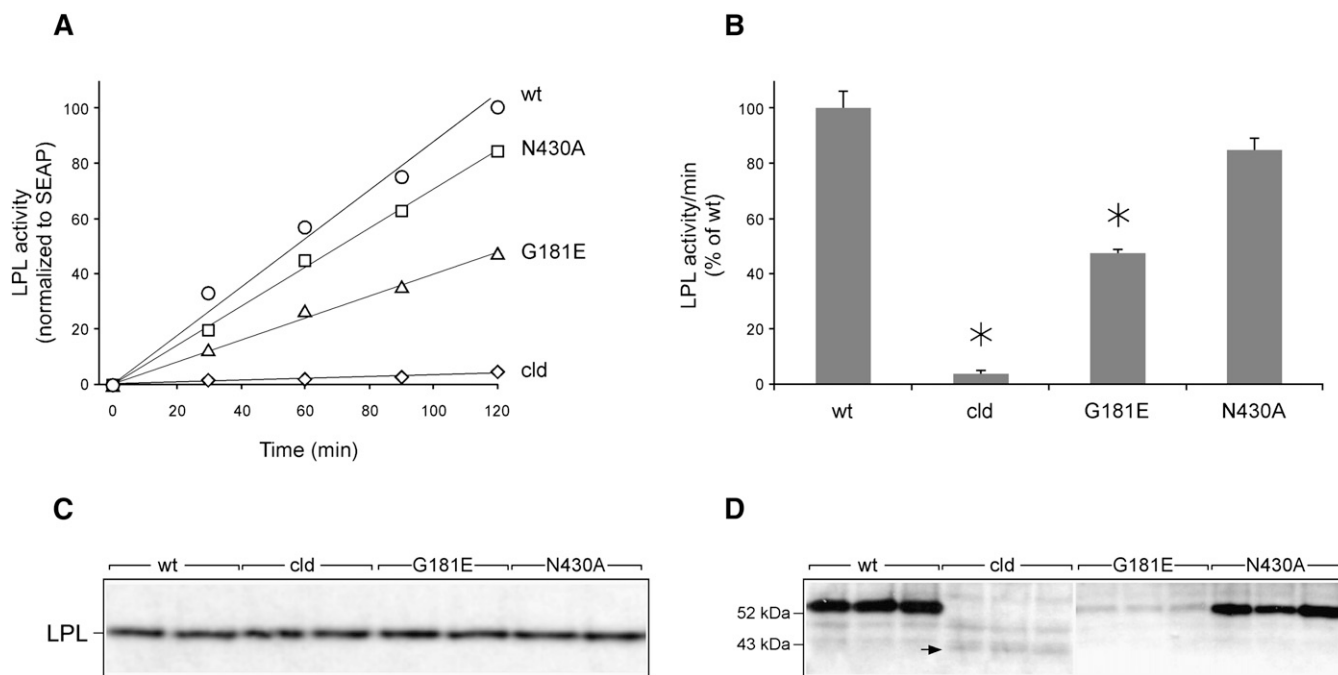 A
LPL activity
(normalized to SEAP)
100
80
60
40
20
0
0 20 40 60 80 100 120
Time (min)
wt
N430A
G181E
cld
B
LPL activity/min
(% of wt)
100
80
60
40
20
0
* *
wt cld G181E N430A
C
wt cld G181E N430A
LPL
D
wt cld G181E N430A
52 kDa
43 kDa